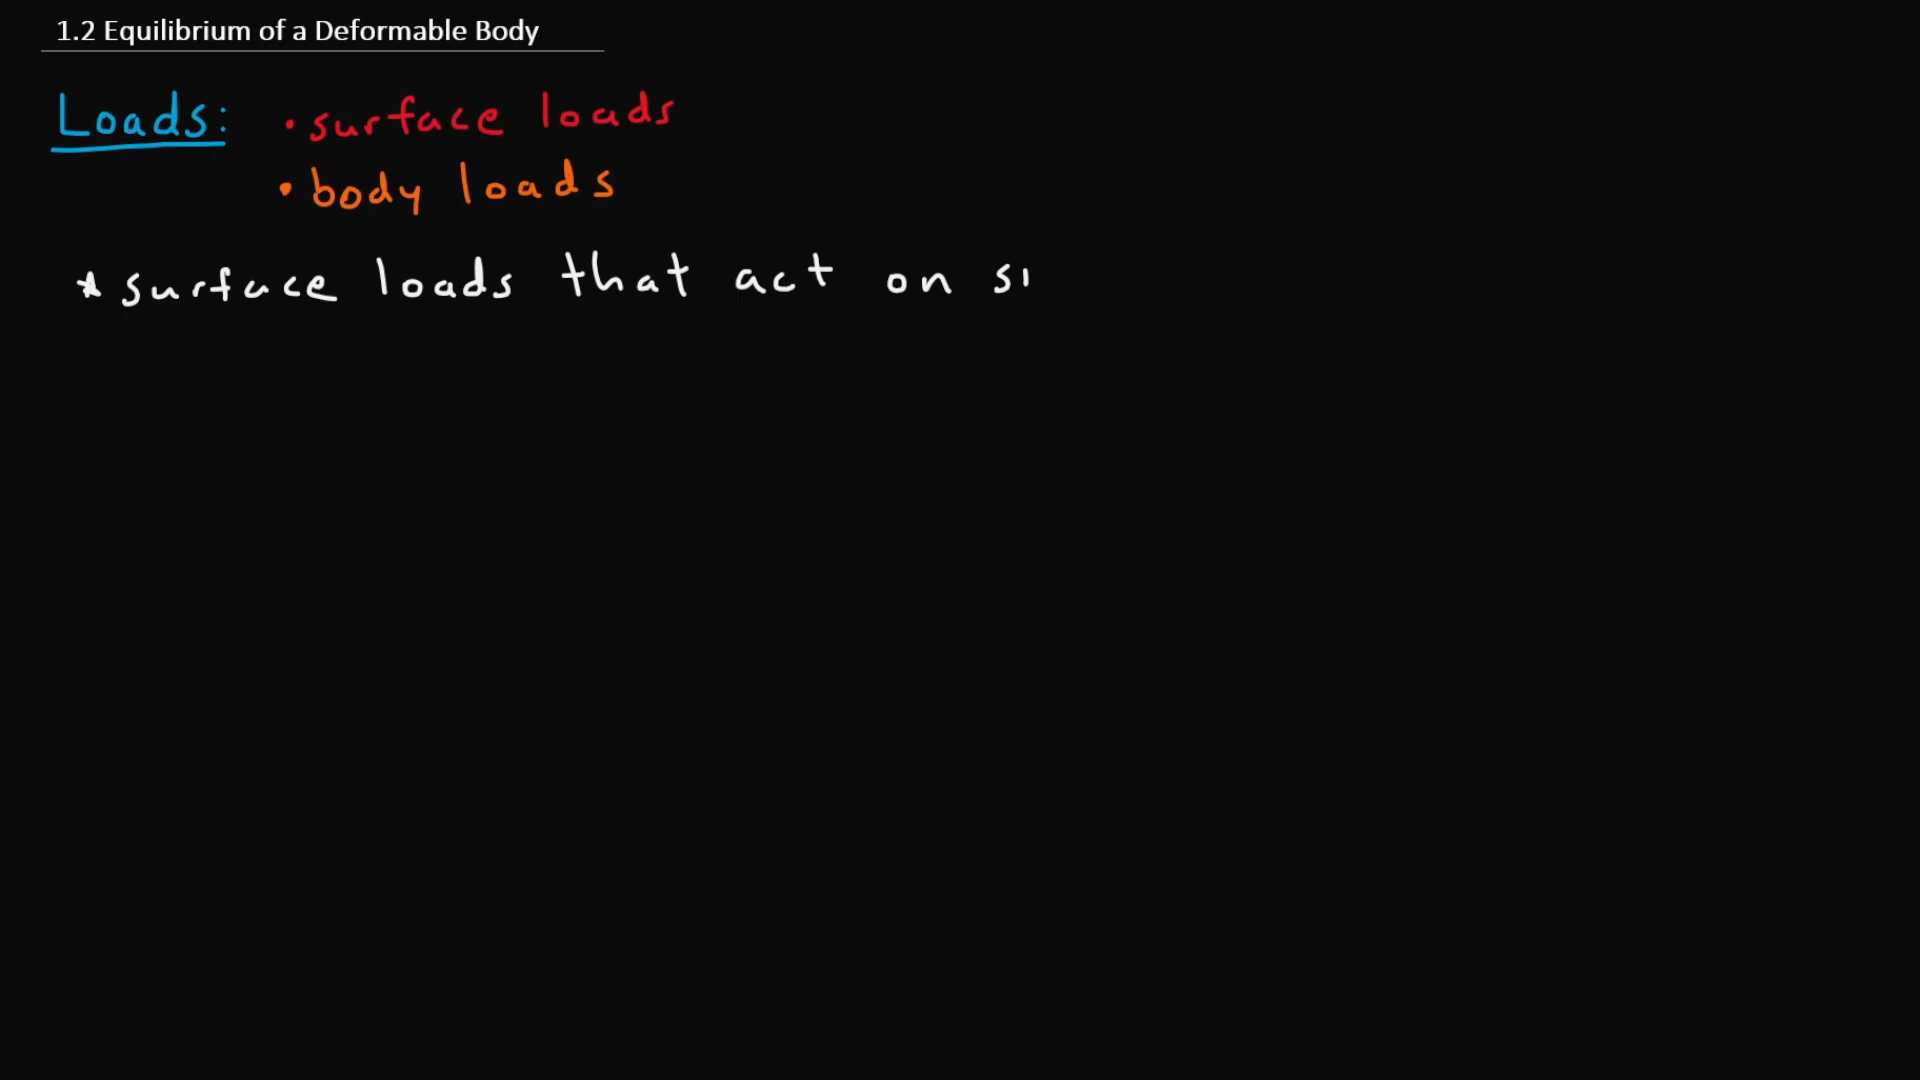 1.2 Equilibrium of a Deformable Body
Loads: • surface loads
• body loads
* surface loads that act on